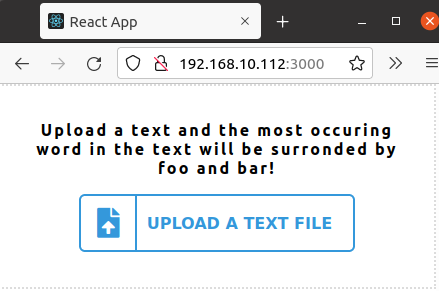 React App
192.168.10.112:3000
Upload a text and the most occuring
word in the text will be surronded by
foo and bar!
UPLOAD A TEXT FILE